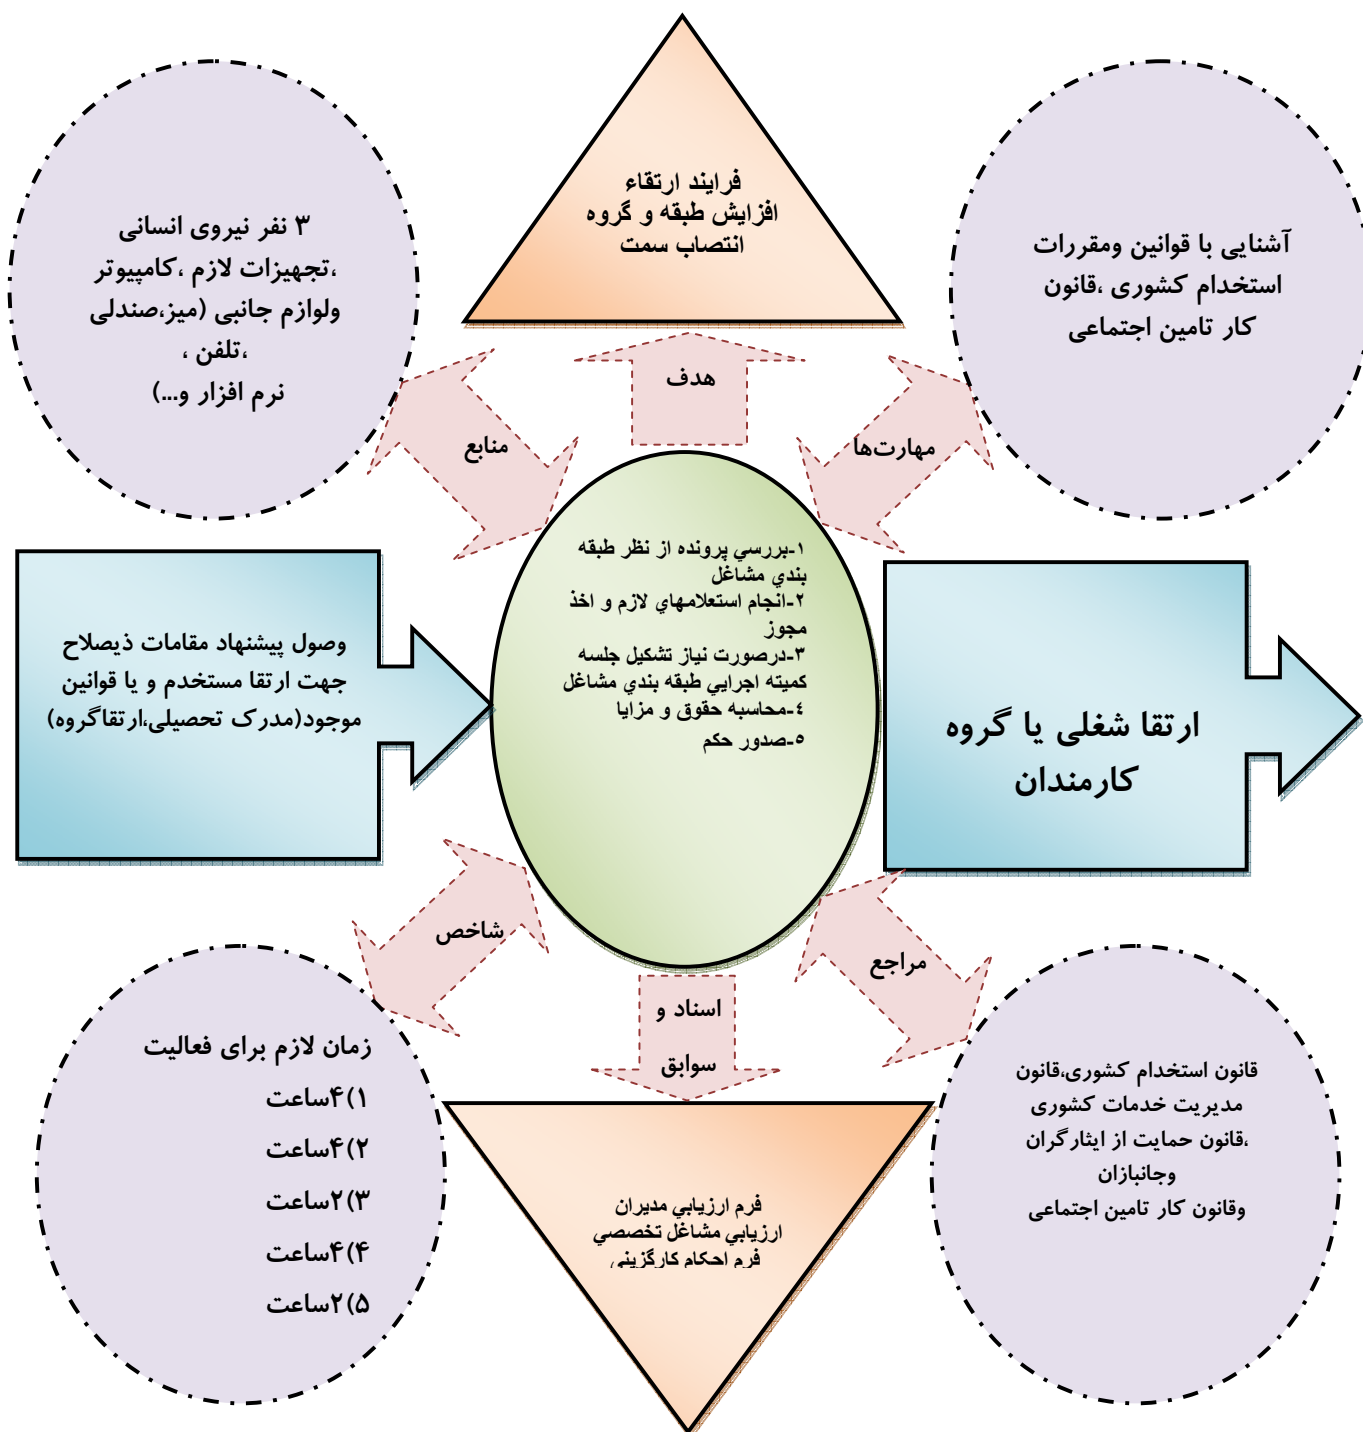 فرایند ارتقاء
افزایش طبقه و گروه
انتصاب سمت
۳ نفر نیروی انسانی
،تجهیزات لازم ،کامپیوتر
ولوازم جانبی (میز،صندلی
،تلفن ،
نرم افزار و...)
آشنایی با قوانین ومقررات
استخدام کشوری ،قانون
کار تامین اجتماعی
هدف
منابع
مهارت‌ها
وصول پیشنهاد مقامات ذیصلاح
جهت ارتقا مستخدم و یا قوانین
موجود(مدرک تحصیلی،ارتقاگروه)
۱-بررسي پرونده از نظر طبقه
بندي مشاغل
۲-انجام استعلامهاي لازم و اخذ
مجوز
۳-درصورت نیاز تشکیل جلسه
کمیته اجرایي طبقه بندي مشاغل
٤-محاسبه حقوق و مزایا
٥-صدور حکم
ارتقا شغلی یا گروه
کارمندان
شاخص
اسناد و
سوابق
مراجع
زمان لازم برای فعالیت
۱)۴ساعت
۲)۴ساعت
۳)۲ساعت
۴)۴ساعت
۵)۲ساعت
فرم ارزیابي مدیران
ارزیابي مشاغل تخصصي
فرم احکام کارگزیني
قانون استخدام کشوری،قانون
مدیریت خدمات کشوری
،قانون حمایت از ایثارگران
وجانبازان
وقانون کار تامین اجتماعی